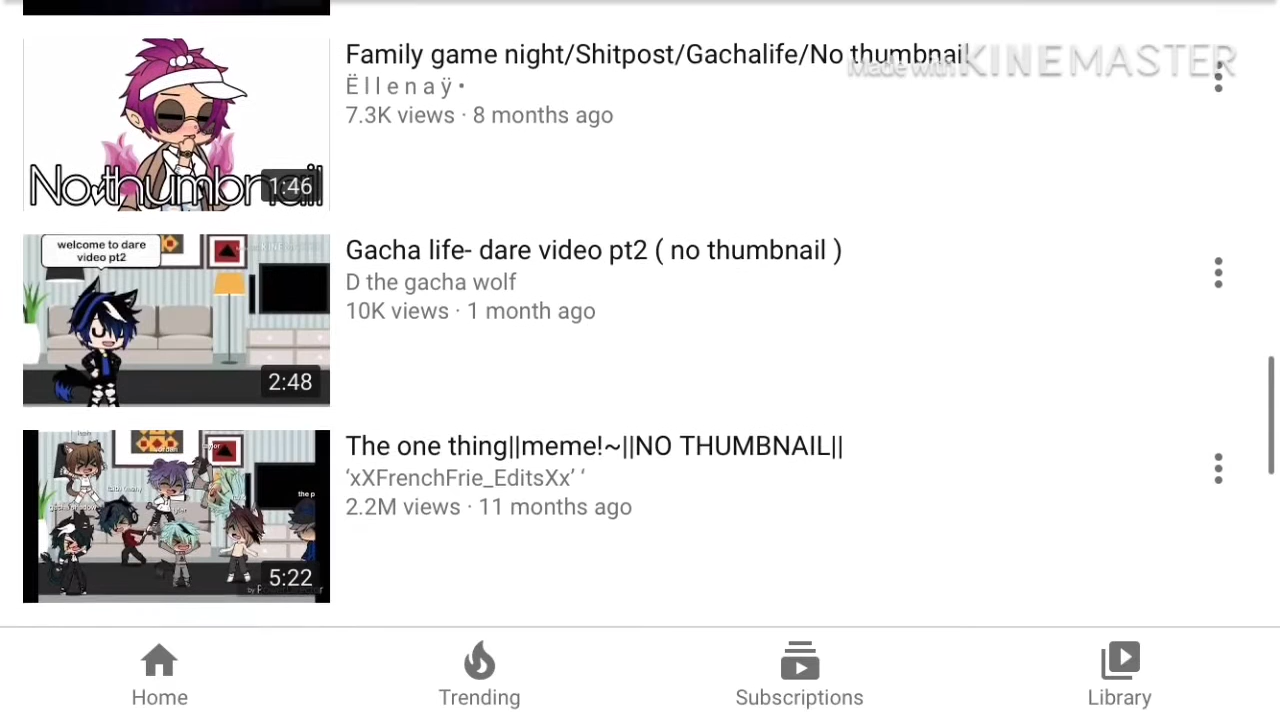 Family game night/Shitpost/Gachalife/No thumbnail
Made with KINEMASTER
Ë l l e n a ÿ •
7.3K views · 8 months ago
No thumbnail
1:46
welcome to dare
video pt2
2:48
Gacha life- dare video pt2 ( no thumbnail )
D the gacha wolf
10K views · 1 month ago
The one thing||meme!~||NO THUMBNAIL||
‘xXFrenchFrie_EditsXx’ ‘
2.2M views · 11 months ago
the p
5:22
by PowerDirector
Home
Trending
Subscriptions
Library